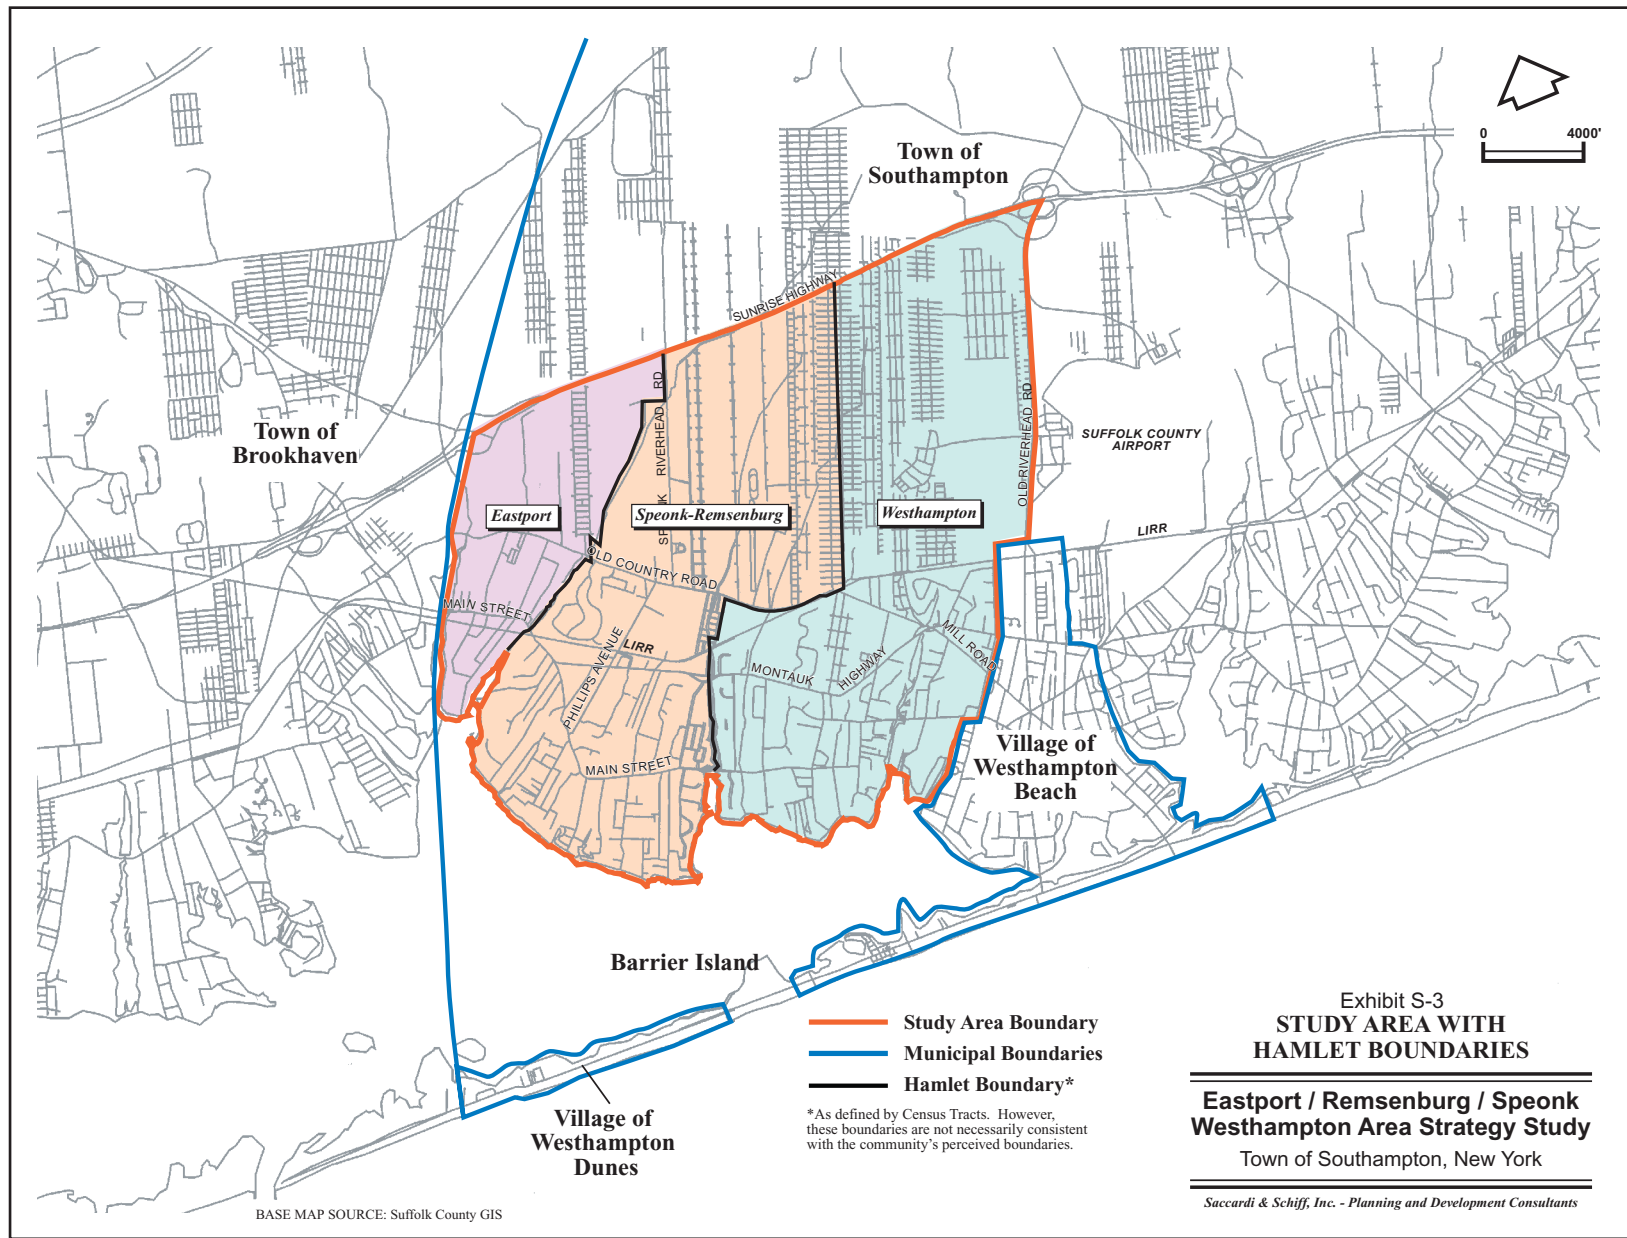 0 4000'
Town of
Southampton
SUNRISE HIGHWAY
Town of
Brookhaven
RD
RIVERHEAD
SP
K
OLD RIVERHEAD RD
SUFFOLK COUNTY
AIRPORT
Eastport
Speonk-Remsenburg
Westhampton
LIRR
OLD COUNTRY ROAD
MAIN STREET
LIRR
PHILLIPS AVENUE
MONTAUK
HIGHWAY
MILL ROAD
MAIN STREET
Village of
Westhampton
Beach
Barrier Island
Village of
Westhampton
Dunes
Study Area Boundary
Municipal Boundaries
Hamlet Boundary*
*As defined by Census Tracts. However,
these boundaries are not necessarily consistent
with the community's perceived boundaries.
Exhibit S-3
STUDY AREA WITH
HAMLET BOUNDARIES
Eastport / Remsenburg / Speonk
Westhampton Area Strategy Study
Town of Southampton, New York
Saccardi & Schiff, Inc. - Planning and Development Consultants
BASE MAP SOURCE: Suffolk County GIS